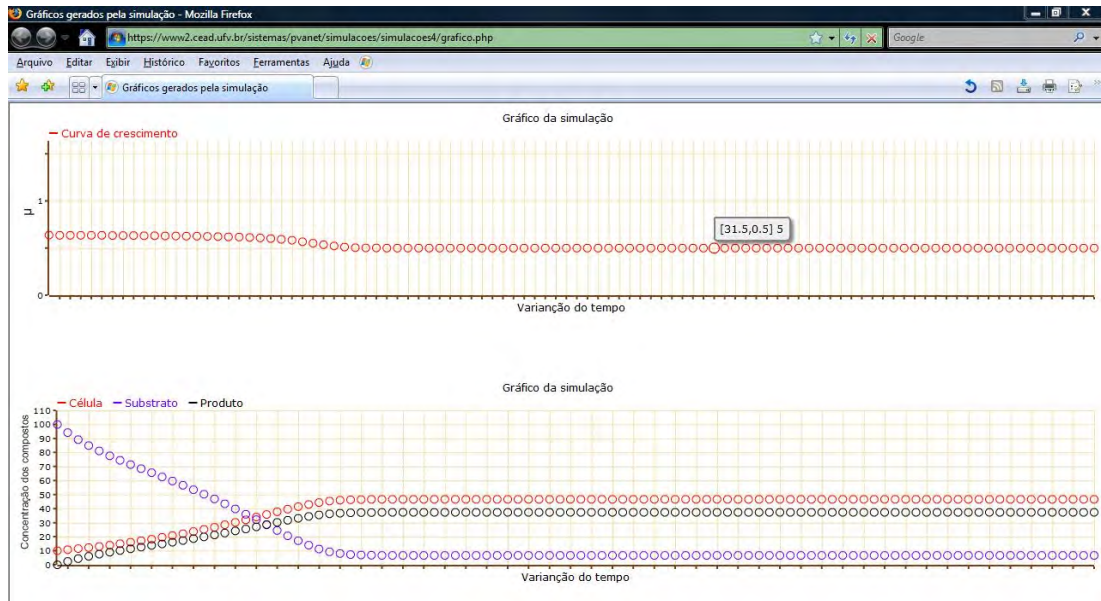 Gráficos gerados pela simulação - Mozilla Firefox
https://www2.cead.ufv.br/sistemas/pvanet/simulacoes/simulacoes4/grafico.php
Google
Arquivo Editar Exibir Histórico Favoritos Ferramentas Ajuda
Gráficos gerados pela simulação
Gráfico da simulação
Curva de crescimento
μ
1
0
[31.5,0.5] 5
Varianção do tempo
Gráfico da simulação
Célula Substrato Produto
Concentração dos compostos
110
100
90
80
70
60
50
40
30
20
10
0
Varianção do tempo